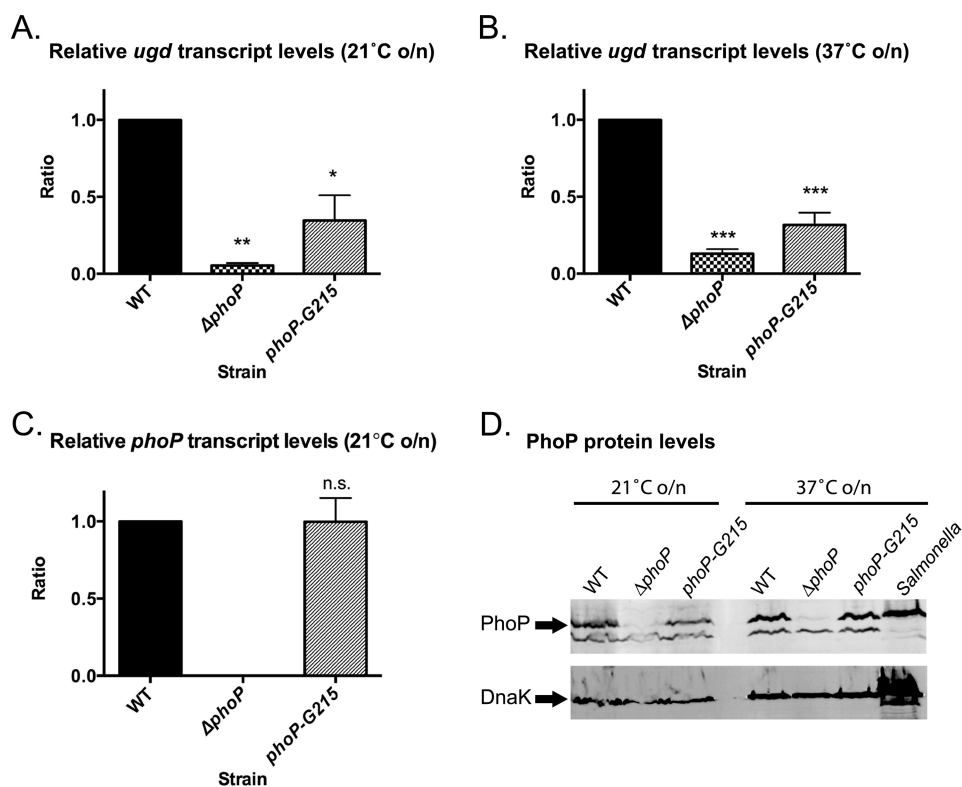 A.
Relative ugd transcript levels (21˚C o/n)
Ratio
1.0
0.5
0.0
**
*
WT
ΔphoP
phoP-G215
Strain
B.
Relative ugd transcript levels (37˚C o/n)
Ratio
1.0
0.5
0.0
***
***
WT
ΔphoP
phoP-G215
Strain
C.
Relative phoP transcript levels (21°C o/n)
Ratio
1.0
0.5
0.0
n.s.
WT
ΔphoP
phoP-G215
Strain
D.
PhoP protein levels
21˚C o/n
37˚C o/n
WT
ΔphoP
phoP-G215
WT
ΔphoP
phoP-G215
Salmonella
PhoP
DnaK